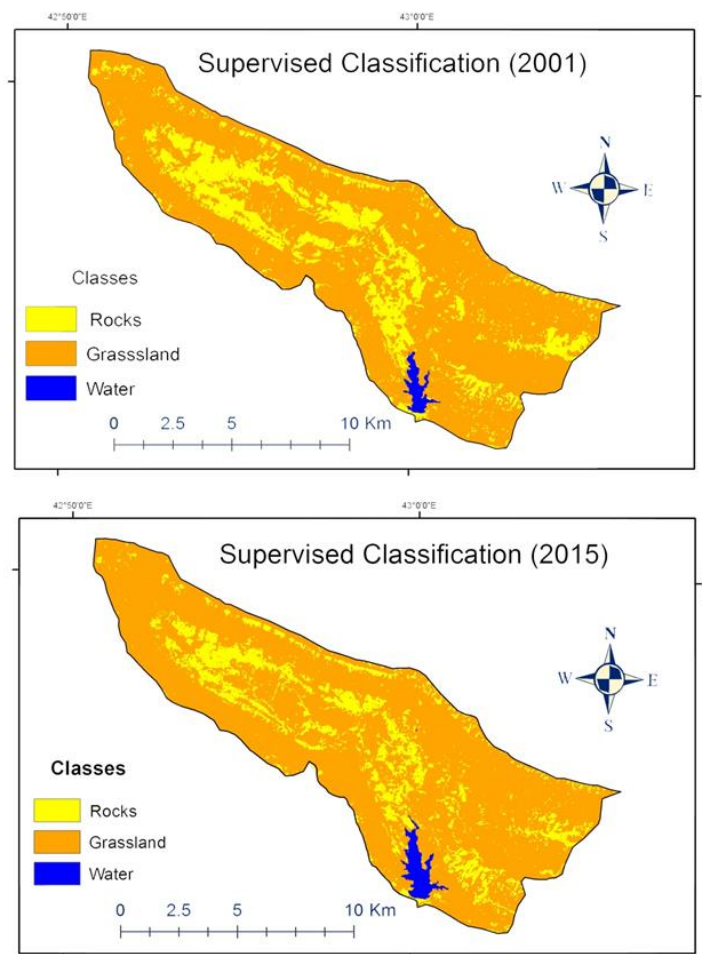 42°50'0"E 43°0'0"E
Supervised Classification (2001)
N
W E
S
Classes
Rocks
Grasssland
Water
0 2.5 5 10 Km
42°50'0"E 43°0'0"E
Supervised Classification (2015)
N
W E
S
Classes
Rocks
Grassland
Water
0 2.5 5 10 Km